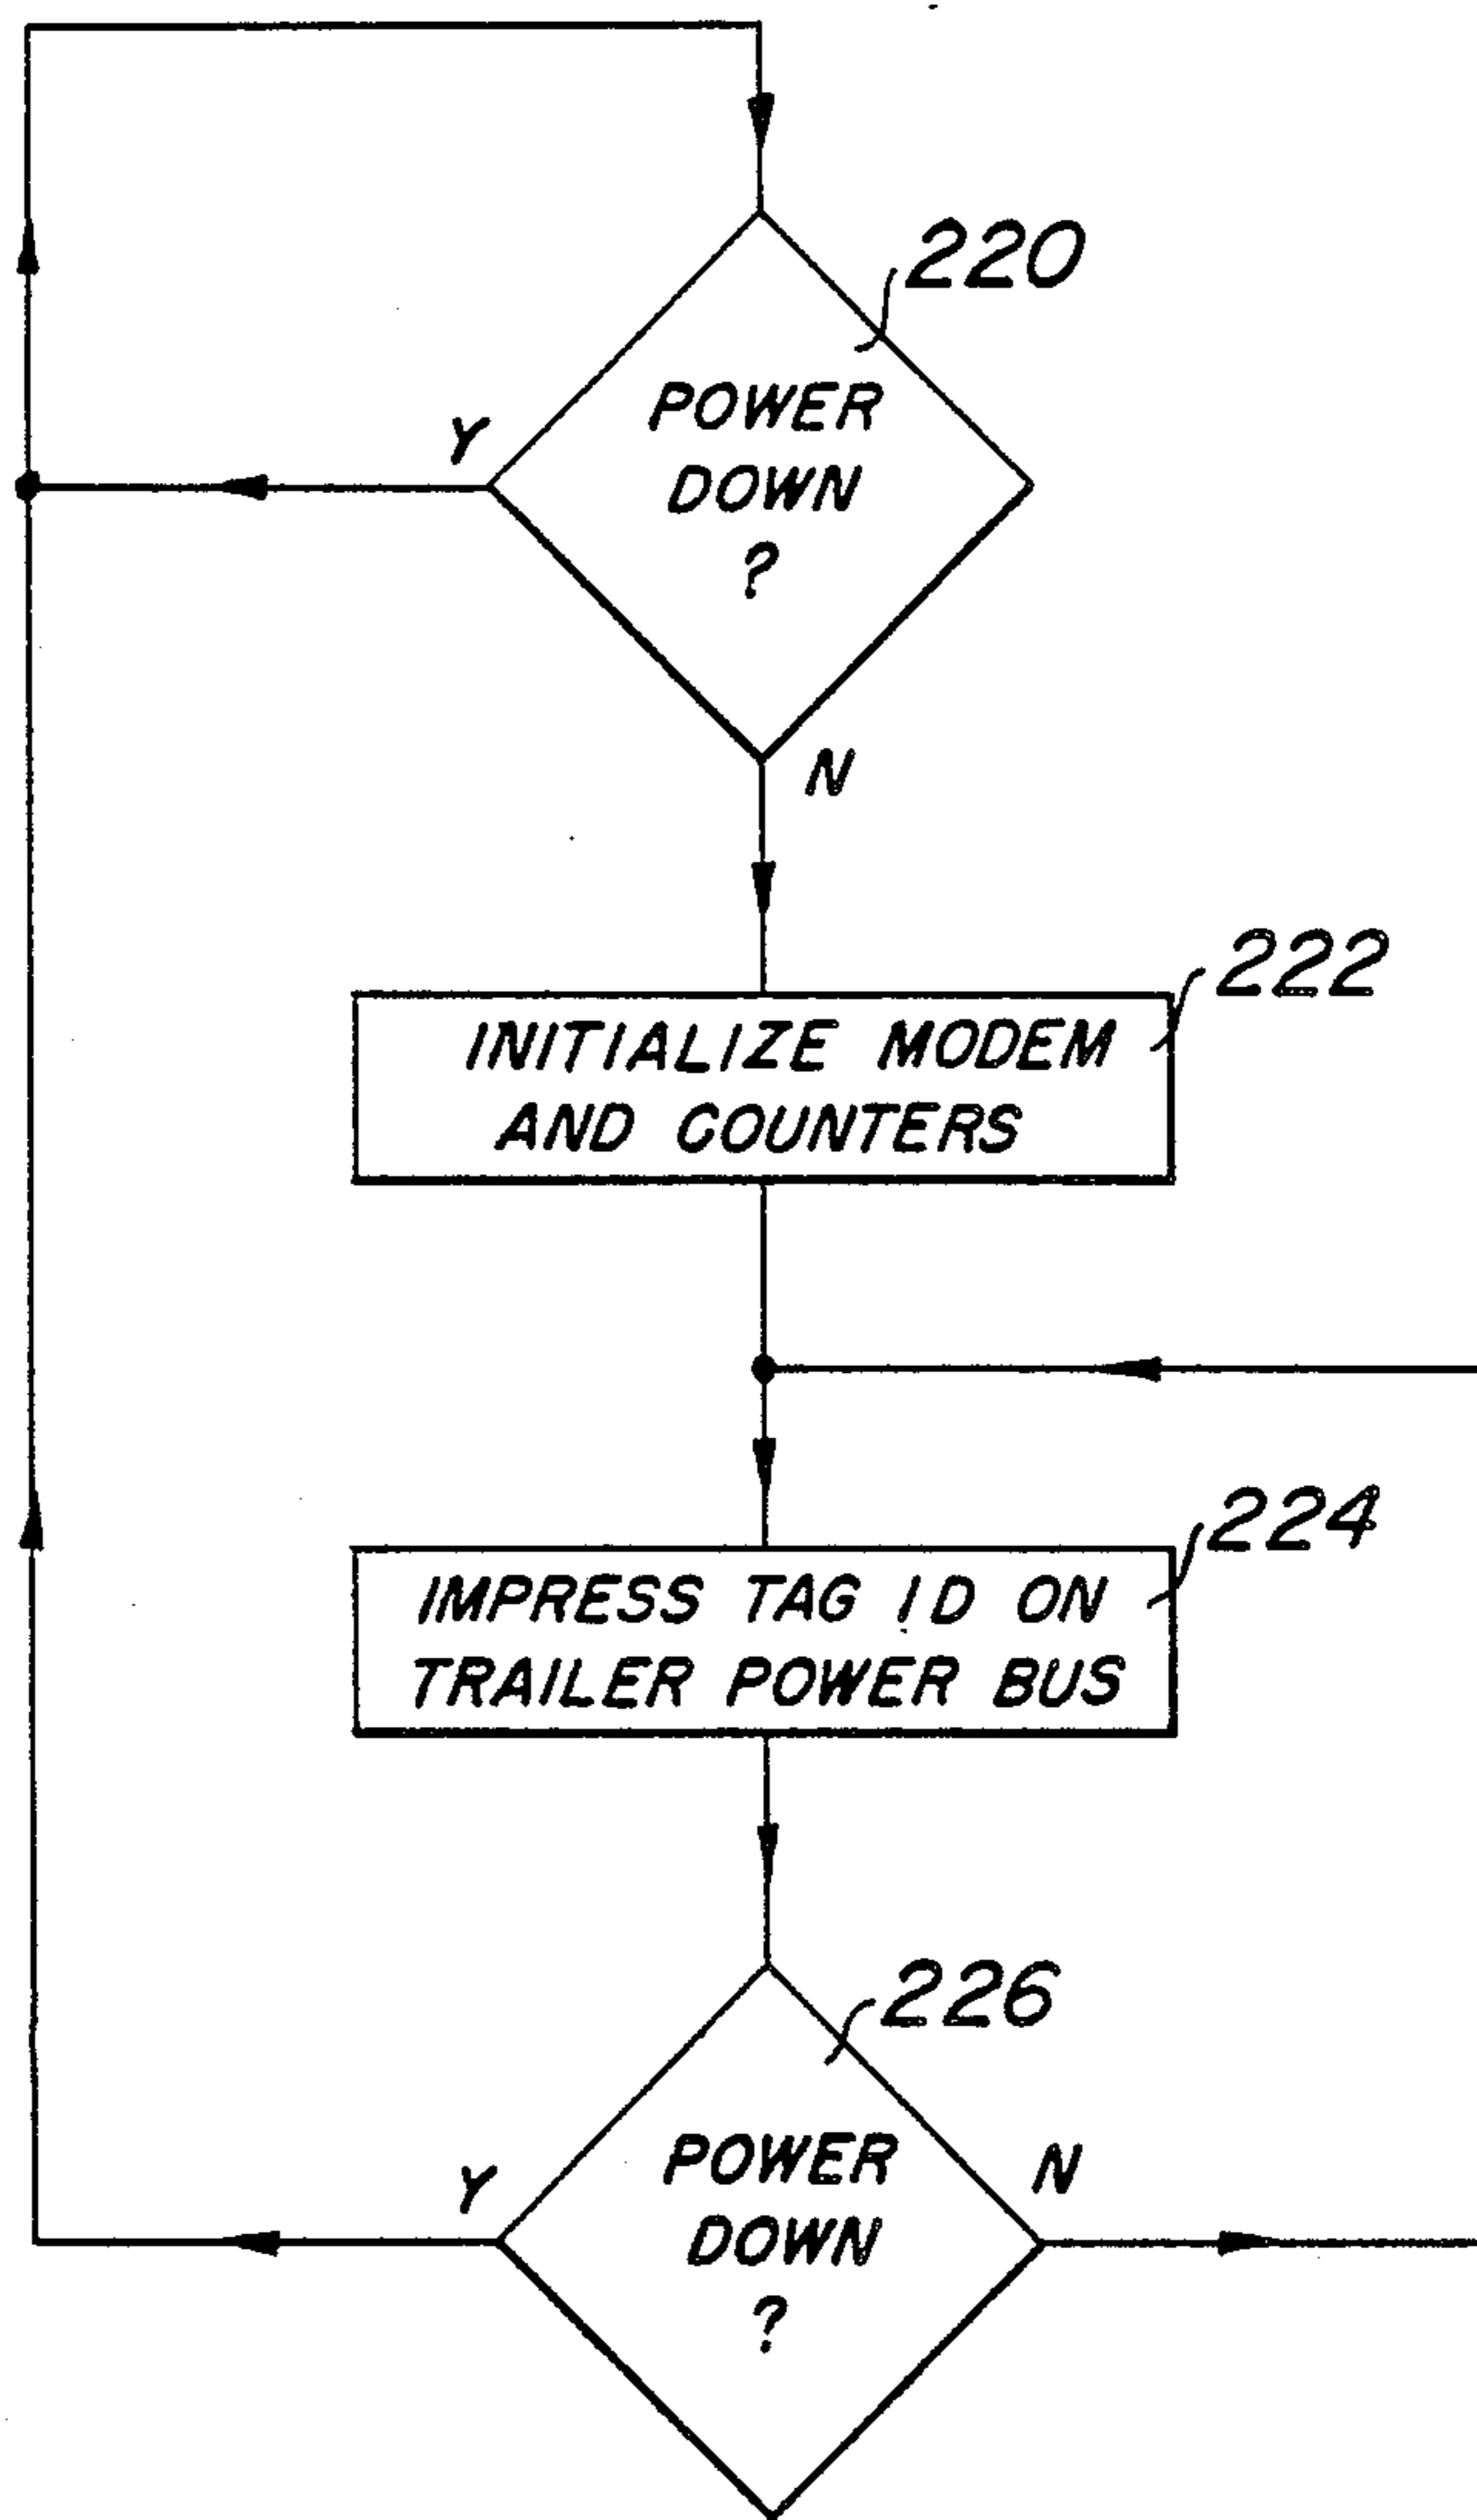 220
POWER
DOWN
?
Y
N
222
INITIALIZE MODEM
AND COUNTERS
224
IMPRESS TAG ID ON
TRAILER POWER BUS
226
POWER
DOWN
?
Y
N